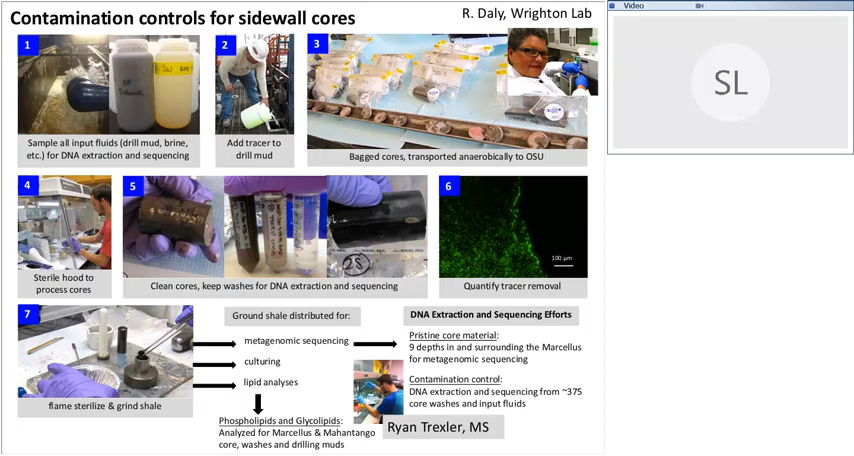 Contamination controls for sidewall cores
R. Daly, Wrighton Lab
Video
SL
1
2
3
Sample all input fluids (drill mud, brine,
etc.) for DNA extraction and sequencing
Add tracer to
drill mud
Bagged cores, transported anaerobically to OSU
4
5
6
25
100 µm
Sterile hood to
process cores
Clean cores, keep washes for DNA extraction and sequencing
Quantify tracer removal
7
flame sterilize & grind shale
Ground shale distributed for:
metagenomic sequencing
culturing
lipid analyses
Phospholipids and Glycolipids:
Analyzed for Marcellus & Mahantango
core, washes and drilling muds
DNA Extraction and Sequencing Efforts
Pristine core material:
9 depths in and surrounding the Marcellus
for metagenomic sequencing
Contamination control:
DNA extraction and sequencing from ~375
core washes and input fluids
Ryan Trexler, MS